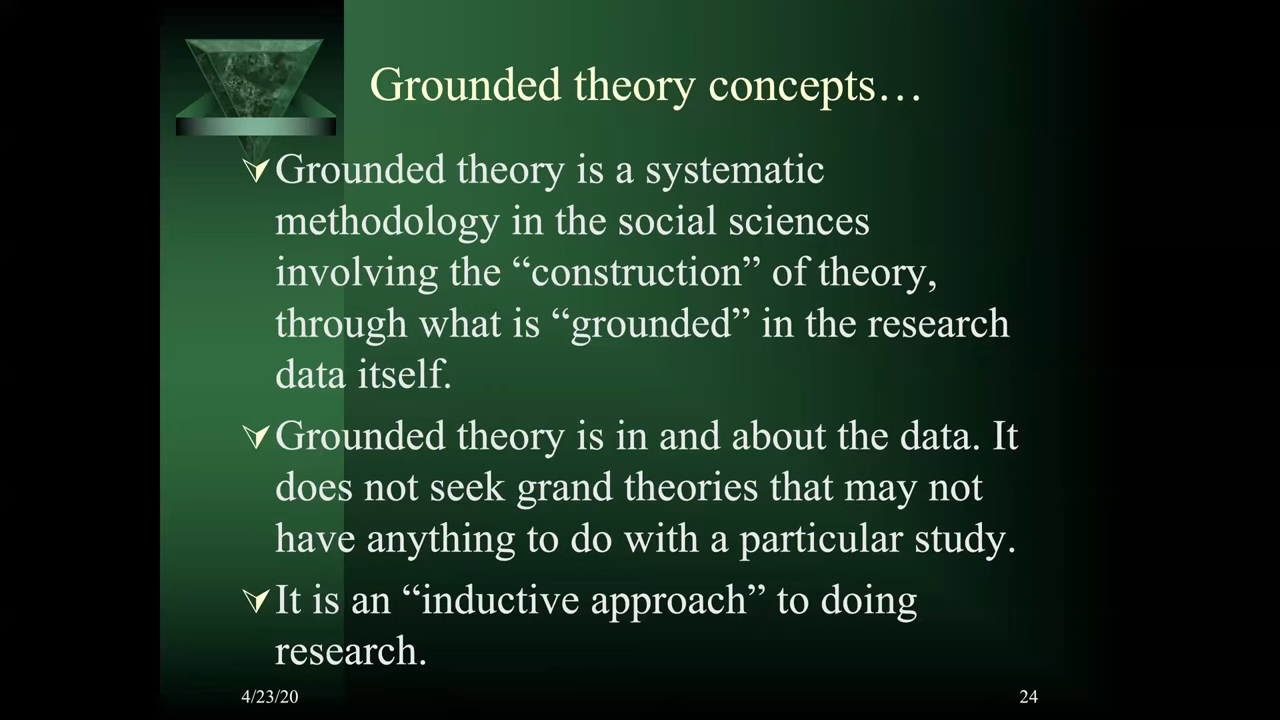 Grounded theory concepts…
Grounded theory is a systematic
methodology in the social sciences
involving the “construction” of theory,
through what is “grounded” in the research
data itself.
Grounded theory is in and about the data. It
does not seek grand theories that may not
have anything to do with a particular study.
It is an “inductive approach” to doing
research.
4/23/20
24